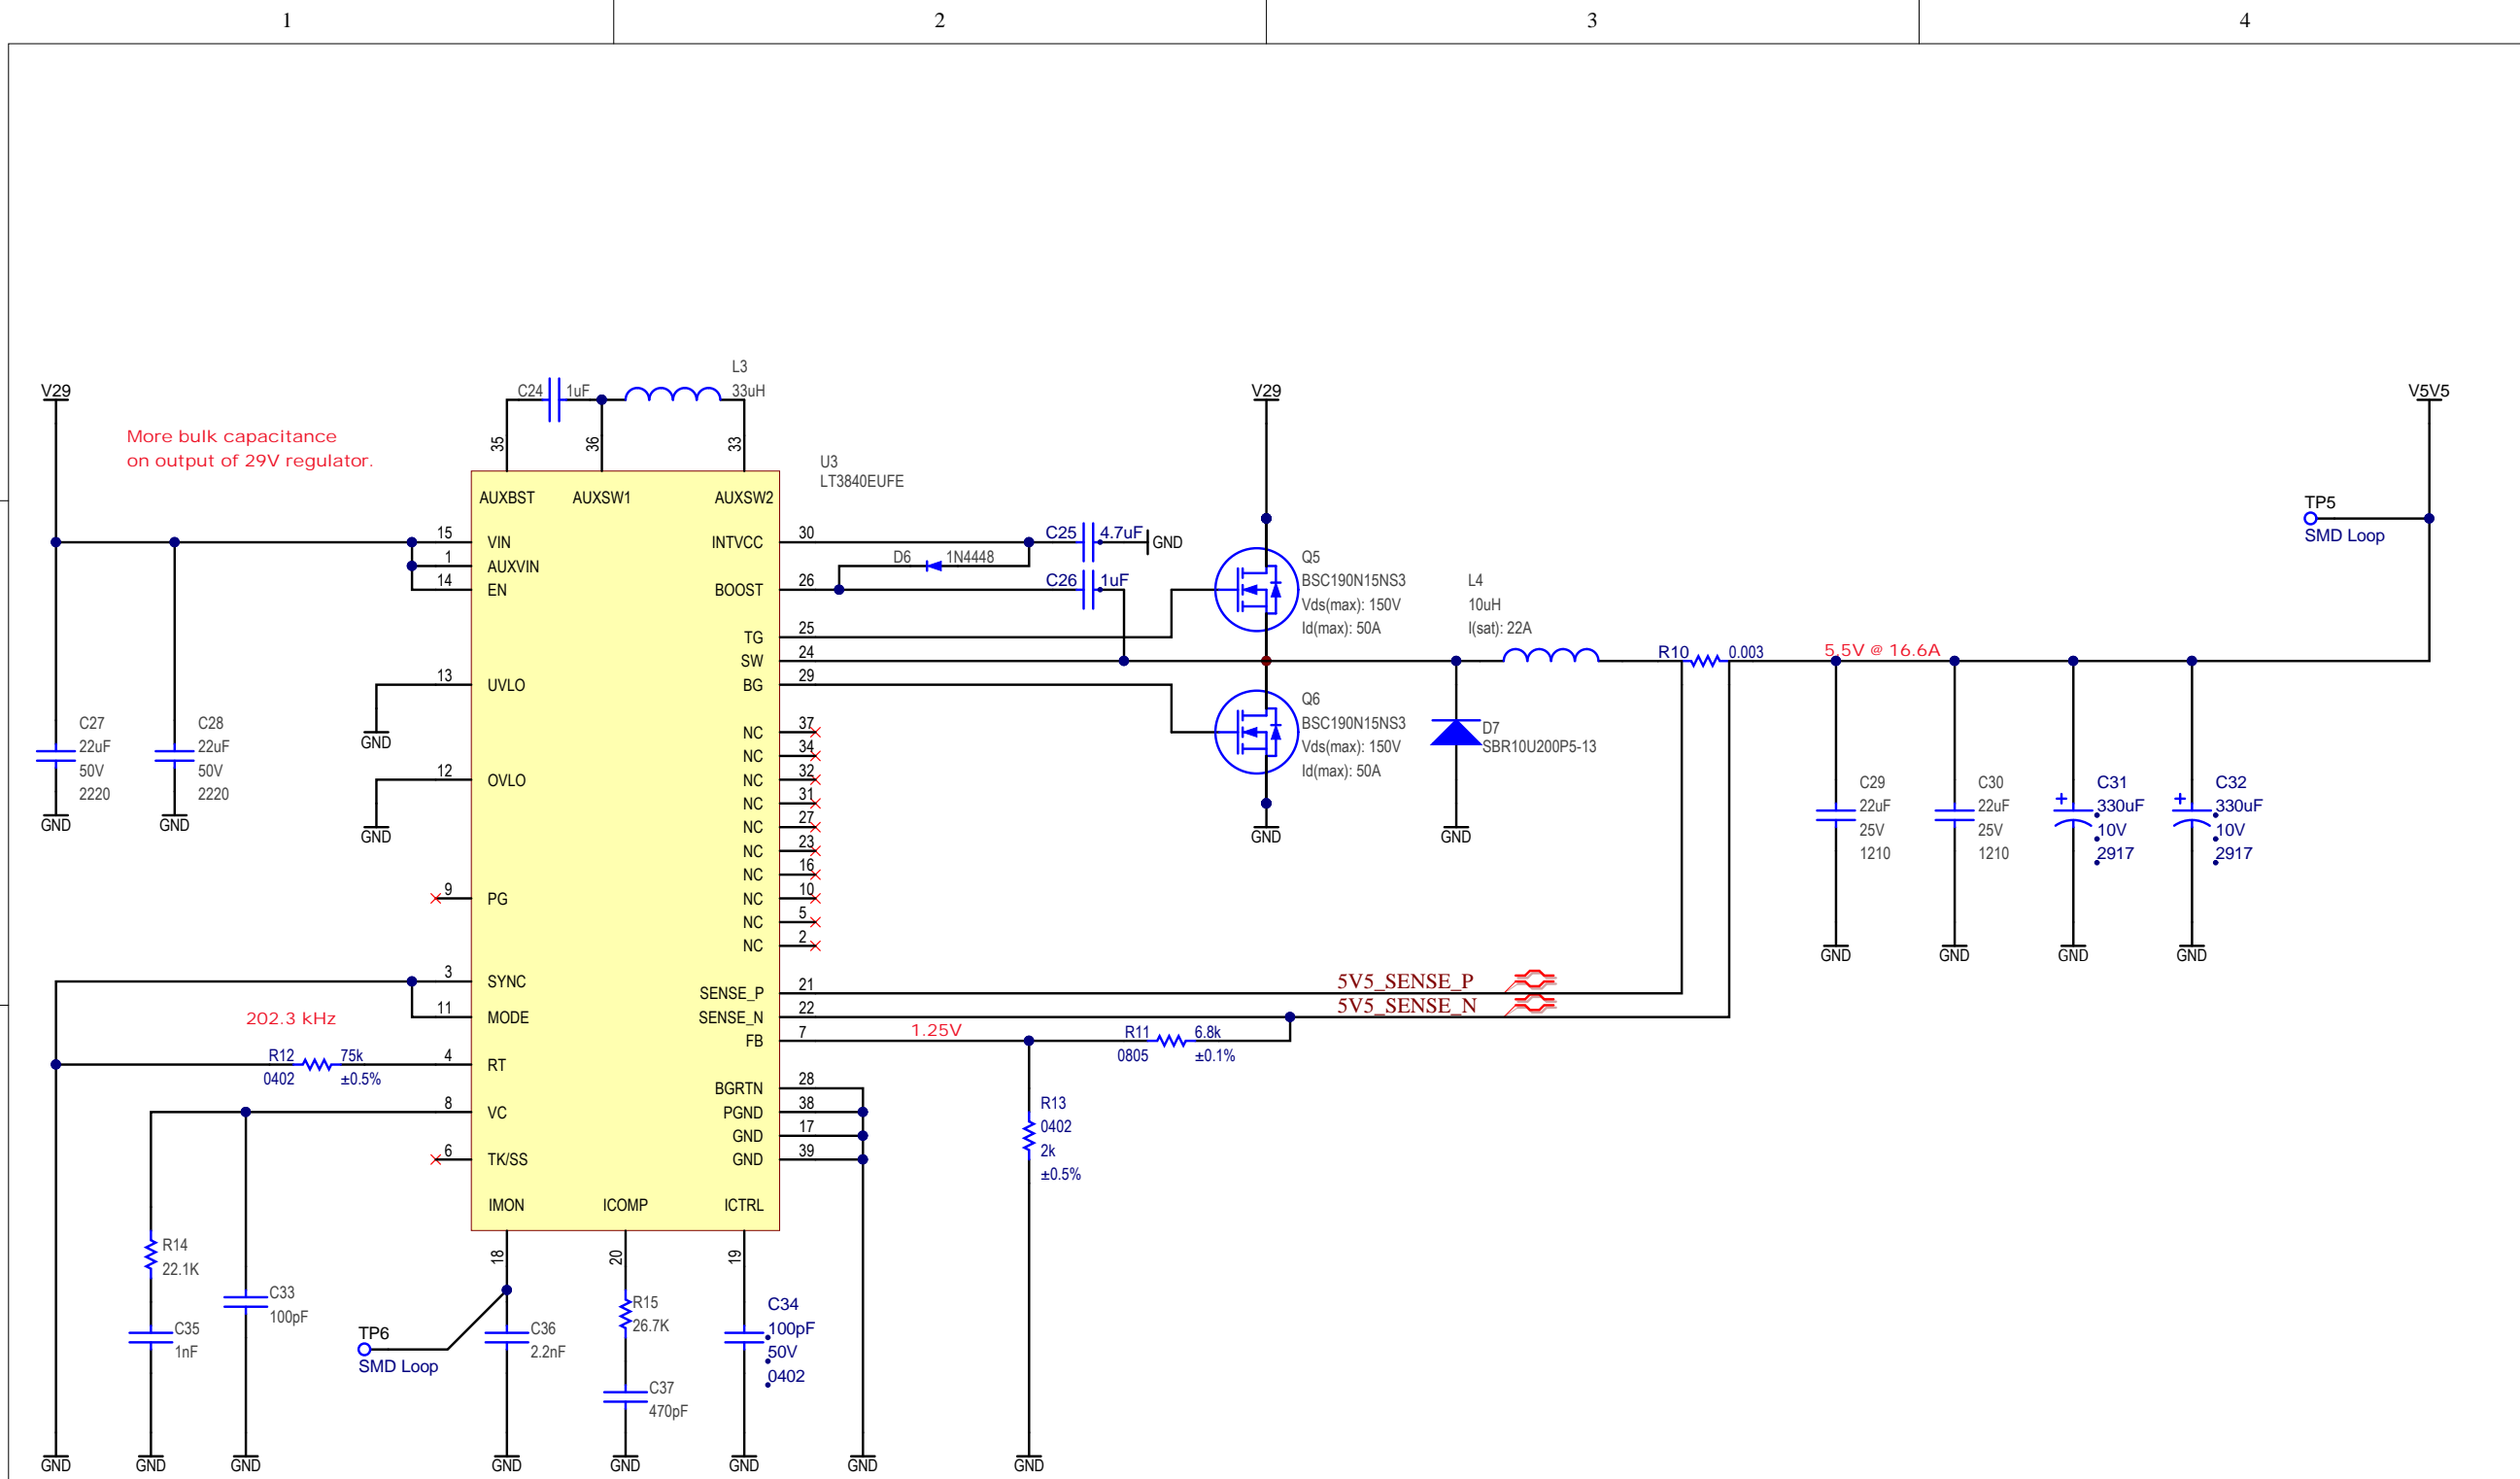 1
2
3
4
V29
More bulk capacitance
on output of 29V regulator.
C24
1uF
L3
33uH
35
36
33
U3
LT3840EUFE
AUXBST
AUXSW1
AUXSW2
15
VIN
1
AUXVIN
14
EN
13
UVLO
GND
12
OVLO
GND
9
PG
3
SYNC
11
MODE
202.3 kHz
R12
75k
0402
±0.5%
4
RT
8
VC
6
TK/SS
IMON
ICOMP
ICTRL
18
20
19
INTVCC
30
BOOST
26
TG
25
SW
24
BG
29
NC
37
NC
34
NC
32
NC
31
NC
27
NC
23
NC
16
NC
10
NC
5
NC
2
SENSE_P
21
SENSE_N
22
FB
7
BGRTN
28
PGND
38
GND
17
GND
39
C25
4.7uF
GND
D6
1N4448
C26
1uF
V29
Q5
BSC190N15NS3
Vds(max): 150V
Id(max): 50A
Q6
BSC190N15NS3
Vds(max): 150V
Id(max): 50A
GND
L4
10uH
I(sat): 22A
D7
SBR10U200P5-13
GND
R10
0.003
5.5V @ 16.6A
V5V5
TP5
SMD Loop
C27
22uF
50V
2220
GND
C28
22uF
50V
2220
GND
C29
22uF
25V
1210
GND
C30
22uF
25V
1210
GND
C31
330uF
10V
2917
GND
C32
330uF
10V
2917
GND
5V5_SENSE_P
5V5_SENSE_N
1.25V
R11
6.8k
0805
±0.1%
R13
0402
2k
±0.5%
R14
22.1K
C35
1nF
C33
100pF
TP6
SMD Loop
C36
2.2nF
R15
26.7K
C37
470pF
C34
100pF
50V
0402
GND
GND
GND
GND
GND
GND
GND
GND